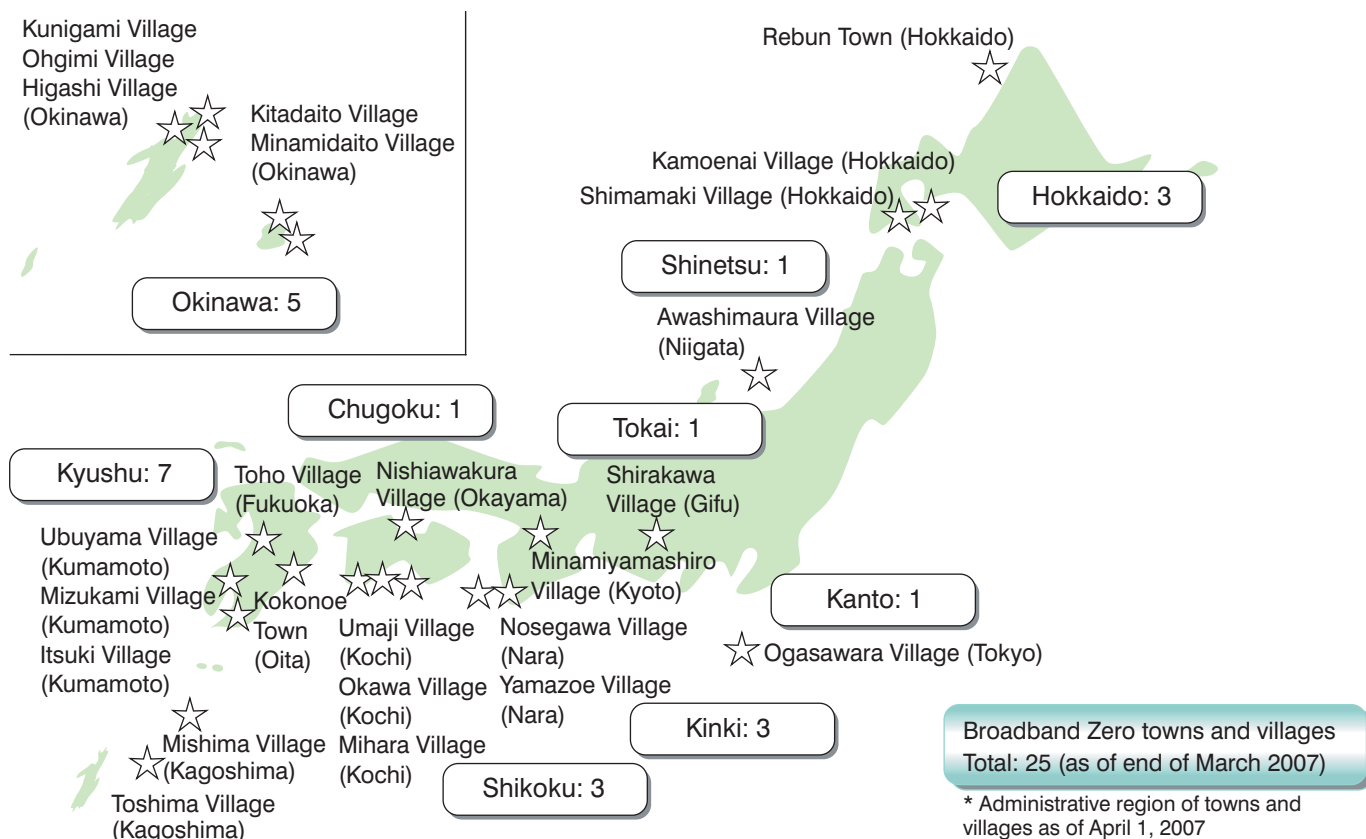 Kunigami Village
Ohgimi Village
Higashi Village
(Okinawa)
Kitadaito Village
Minamidaito Village
(Okinawa)
Okinawa: 5
Rebun Town (Hokkaido)
Kamoenai Village (Hokkaido)
Shimamaki Village (Hokkaido)
Hokkaido: 3
Shinetsu: 1
Awashimaura Village
(Niigata)
Chugoku: 1
Tokai: 1
Kyushu: 7
Toho Village
(Fukuoka)
Nishiawakura
Village (Okayama)
Shirakawa
Village (Gifu)
Ubuyama Village
(Kumamoto)
Mizukami Village
(Kumamoto)
Itsuki Village
(Kumamoto)
Kokonoe
Town
(Oita)
Minamiyamashiro
Village (Kyoto)
Umaji Village
(Kochi)
Okawa Village
(Kochi)
Mihara Village
(Kochi)
Nosegawa Village
(Nara)
Yamazoe Village
(Nara)
Kanto: 1
Ogasawara Village (Tokyo)
Kinki: 3
Mishima Village
(Kagoshima)
Toshima Village
(Kagoshima)
Shikoku: 3
Broadband Zero towns and villages
Total: 25 (as of end of March 2007)
* Administrative region of towns and
villages as of April 1, 2007